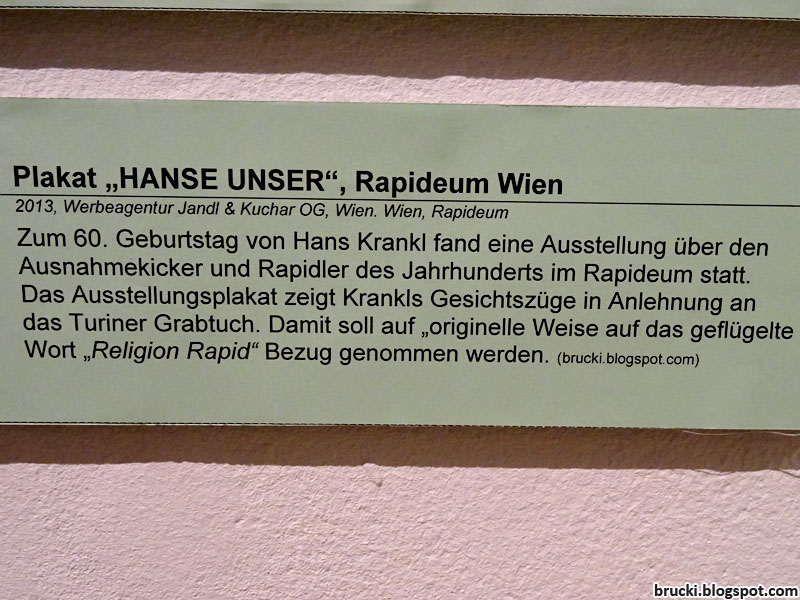 Plakat „HANSE UNSER“, Rapideum Wien
2013, Werbeagentur Jandl & Kuchar OG, Wien. Wien, Rapideum
Zum 60. Geburtstag von Hans Krankl fand eine Ausstellung über den
Ausnahmekicker und Rapidler des Jahrhunderts im Rapideum statt.
Das Ausstellungsplakat zeigt Krankls Gesichtszüge in Anlehnung an
das Turiner Grabtuch. Damit soll auf „originelle Weise auf das geflügelte
Wort „Religion Rapid“ Bezug genommen werden. (brucki.blogspot.com)
brucki.blogspot.com